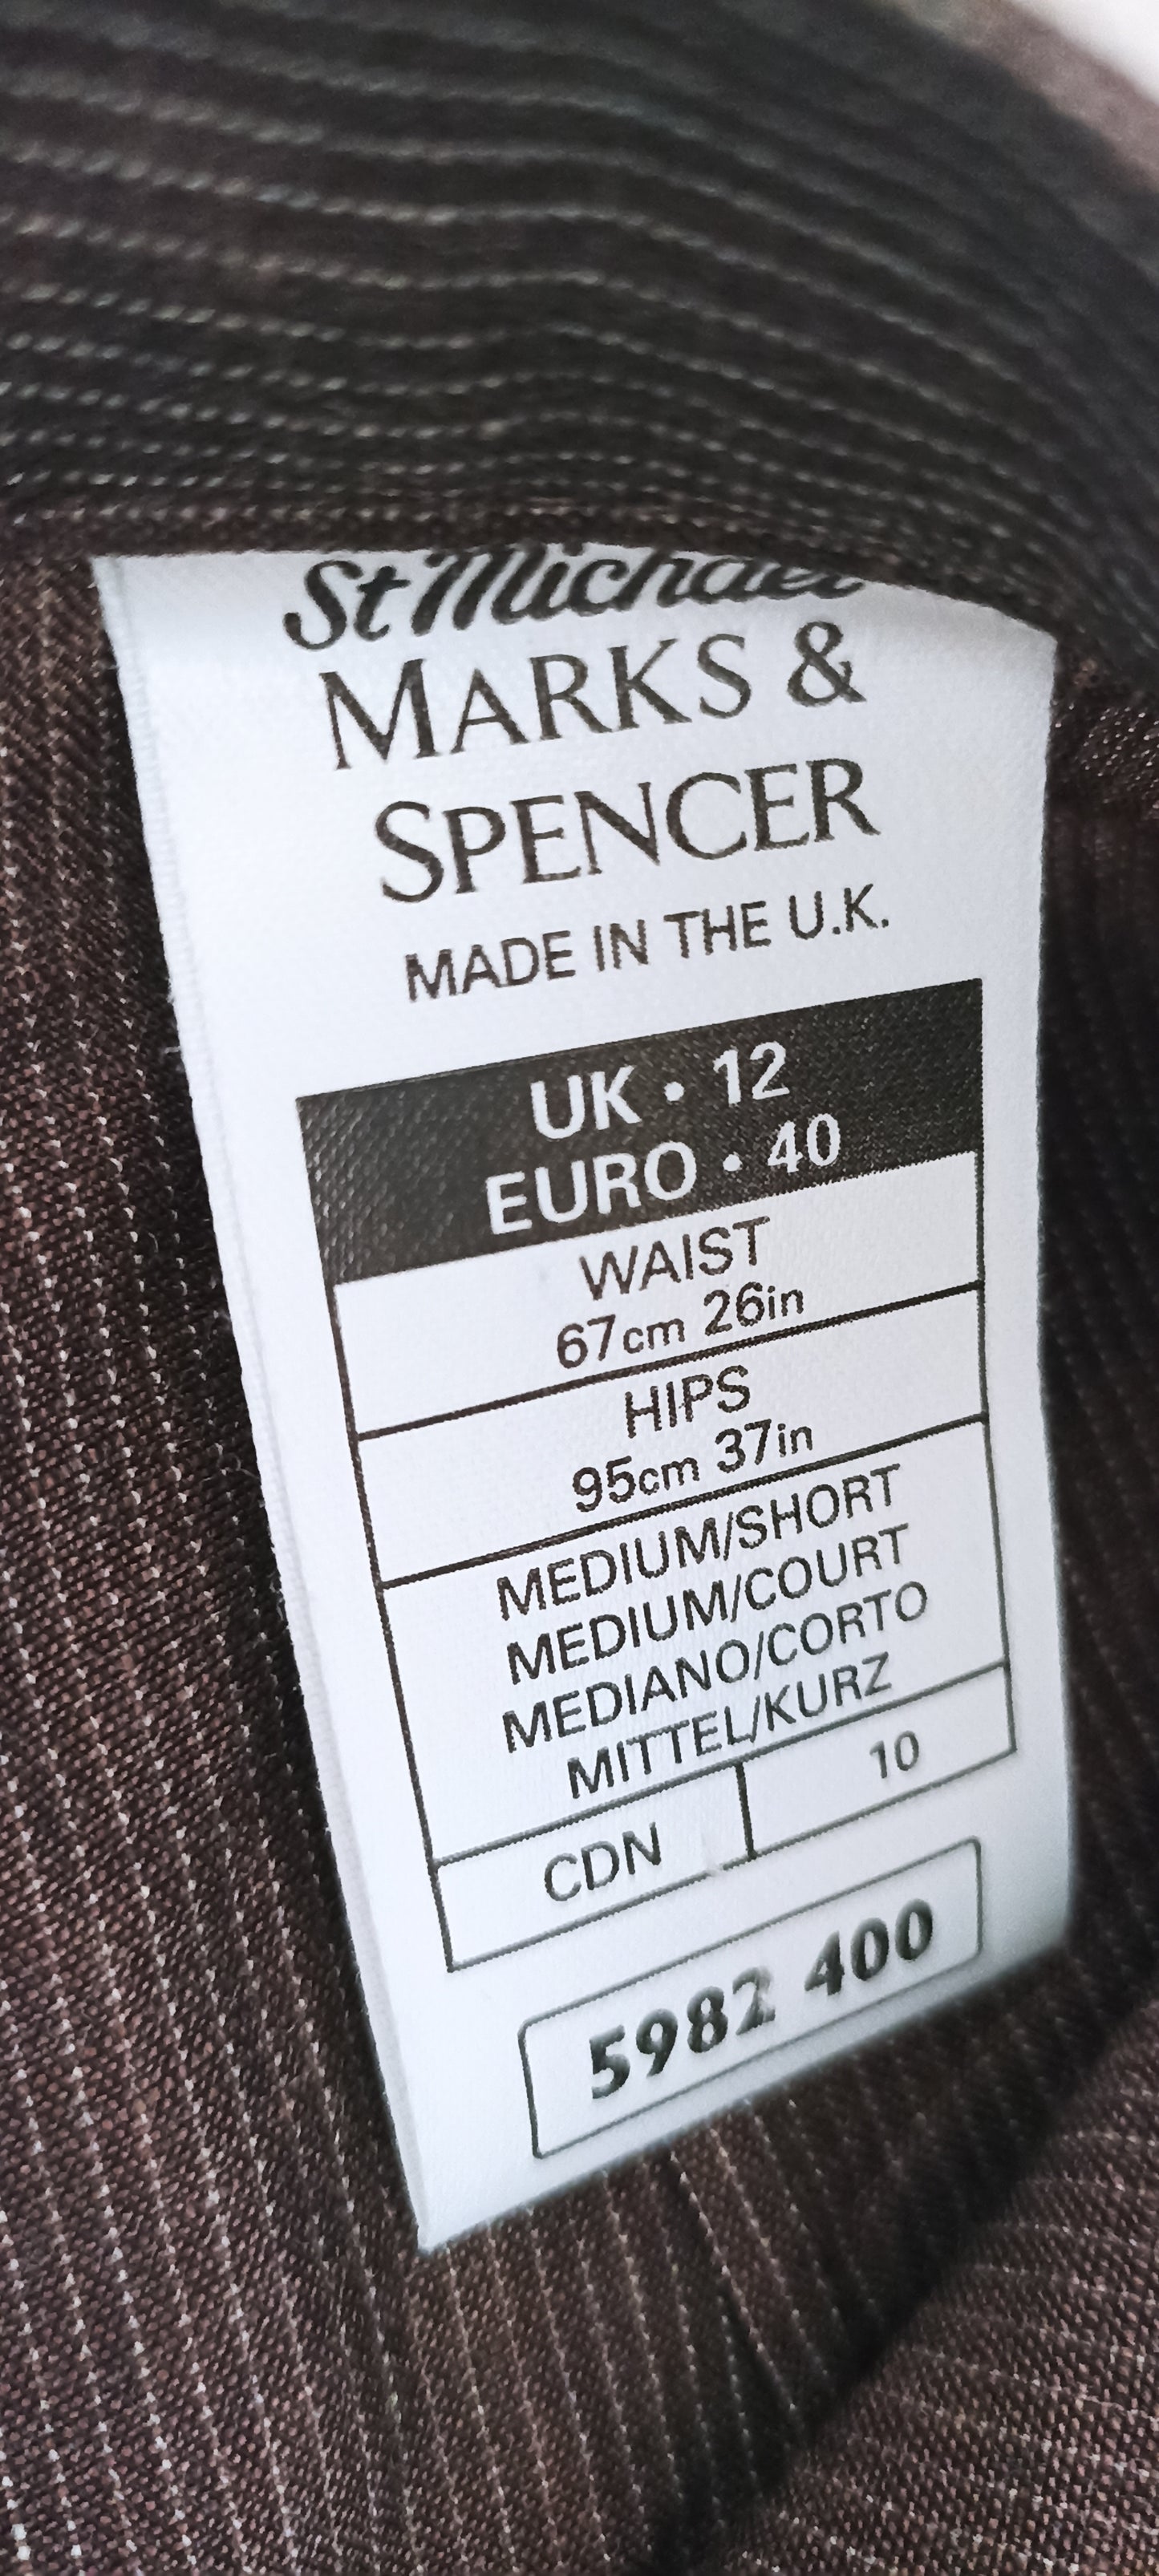 St Michael
MARKS &
SPENCER
MADE IN THE U.K.
UK • 12
EURO • 40
WAIST
67cm 26in
HIPS
95cm 37in
MEDIUM/SHORT
MEDIUM/COURT
MEDIANO/CORTO
MITTEL/KURZ
CDN 10
5982 400